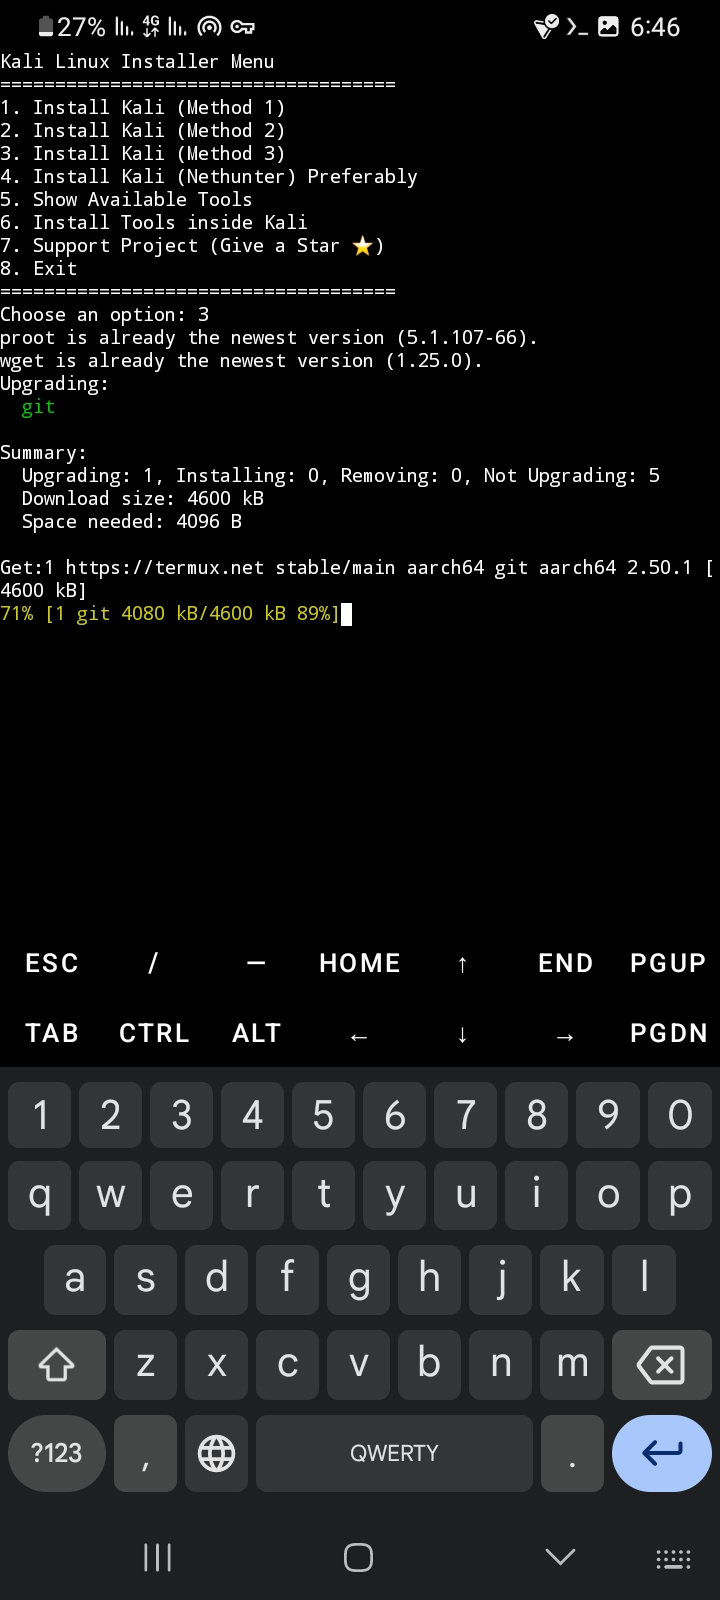 27% 4G 6:46
Kali Linux Installer Menu
====================================
1. Install Kali (Method 1)
2. Install Kali (Method 2)
3. Install Kali (Method 3)
4. Install Kali (Nethunter) Preferably
5. Show Available Tools
6. Install Tools inside Kali
7. Support Project (Give a Star ⭐)
8. Exit
====================================
Choose an option: 3
proot is already the newest version (5.1.107-66).
wget is already the newest version (1.25.0).
Upgrading:
  git

Summary:
  Upgrading: 1, Installing: 0, Removing: 0, Not Upgrading: 5
  Download size: 4600 kB
  Space needed: 4096 B

Get:1 https://termux.net stable/main aarch64 git aarch64 2.50.1 [
4600 kB]
71% [1 git 4080 kB/4600 kB 89%]
ESC / — HOME ↑ END PGUP
TAB CTRL ALT ← ↓ → PGDN
1 2 3 4 5 6 7 8 9 0
q w e r t y u i o p
a s d f g h j k l
z x c v b n m
?123 , QWERTY .